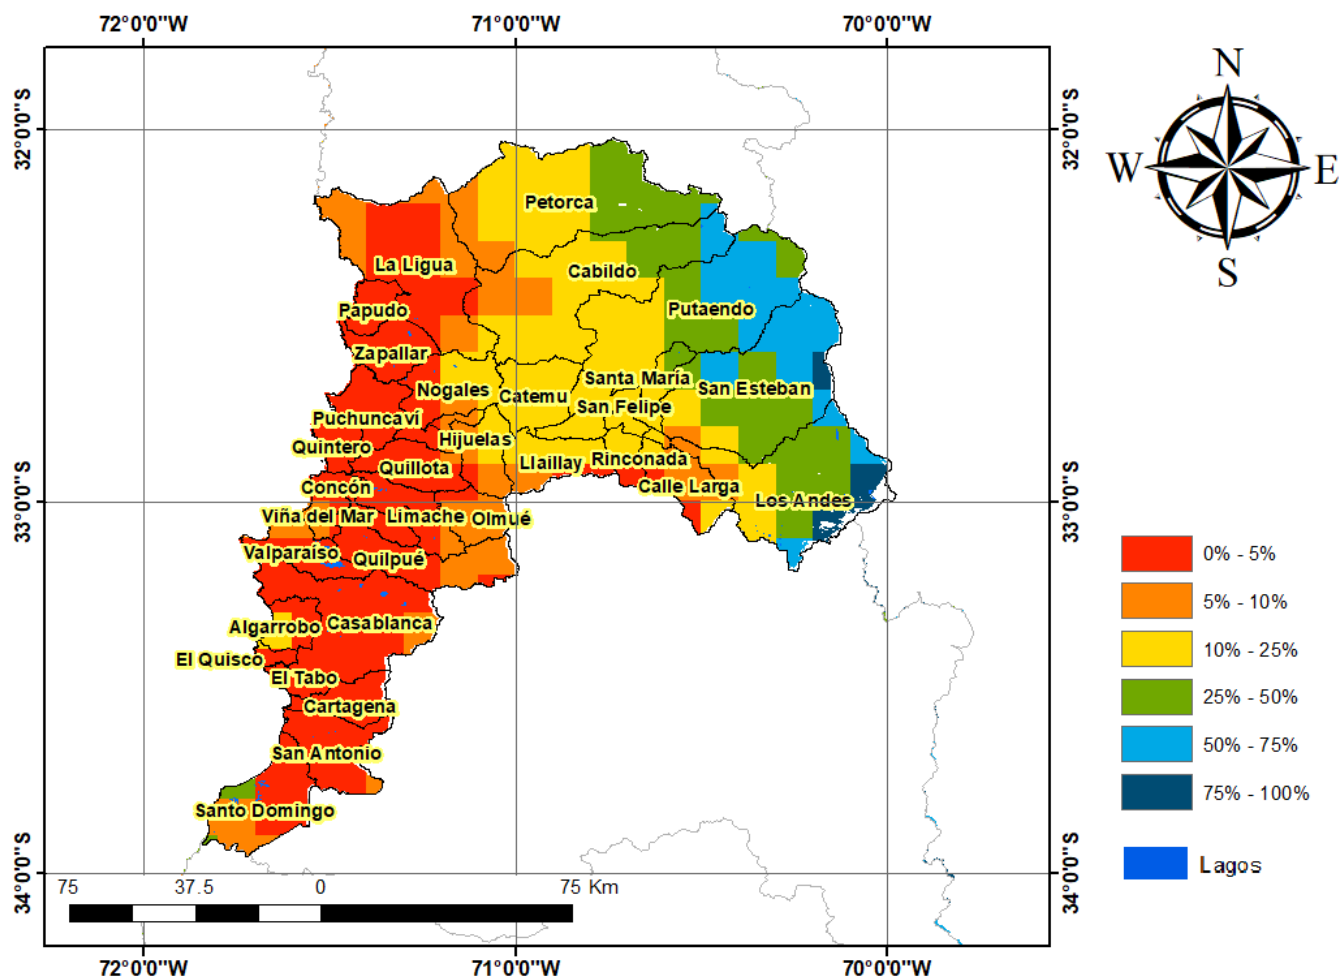 72°0'0"W 71°0'0"W 70°0'0"W
N
W E
S
32°0'0"S 32°0'0"S
Petorca
La Ligua
Cabildo
Papudo
Putaendo
Zapallar
Santa María
Nogales
Catemu
San Esteban
San Felipe
Puchuncaví
Hijuelas
Quintero
Quillota
Llaillay
Rinconada
Concón
Calle Larga
33°0'0"S 33°0'0"S
Los Andes
Viña del Mar
Limache
Olmué
Valparaíso
Quilpué
Algarrobo
Casablanca
El Quisco
El Tabo
Cartagena
San Antonio
Santo Domingo
0% - 5%
5% - 10%
10% - 25%
25% - 50%
50% - 75%
75% - 100%
Lagos
34°0'0"S 34°0'0"S
75 37.5 0 75 Km
72°0'0"W 71°0'0"W 70°0'0"W